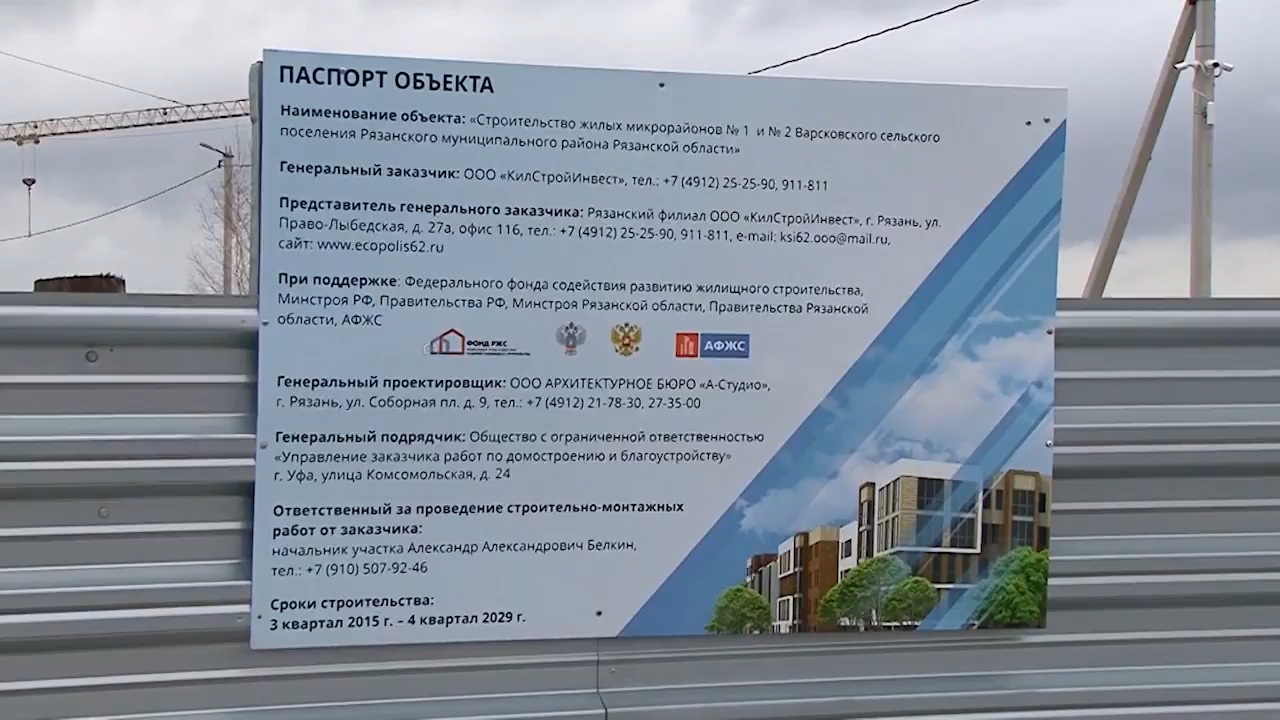 ПАСПОРТ ОБЪЕКТА
Наименование объекта: «Строительство жилых микрорайонов № 1 и № 2 Варсковского сельского
поселения Рязанского муниципального района Рязанской области»
Генеральный заказчик: ООО «КилСтройИнвест», тел.: +7 (4912) 25-25-90, 911-811
Представитель генерального заказчика: Рязанский филиал ООО «КилСтройИнвест», г. Рязань, ул.
Право-Лыбедская, д. 27а, офис 116, тел.: +7 (4912) 25-25-90, 911-811, e-mail: ksi62.ooo@mail.ru,
сайт: www.ecopolis62.ru
При поддержке: Федерального фонда содействия развитию жилищного строительства,
Минстроя РФ, Правительства РФ, Минстроя Рязанской области, Правительства Рязанской
области, АФЖС
ФОНД РЖС
АФЖС
Генеральный проектировщик: ООО АРХИТЕКТУРНОЕ БЮРО «А-Студио»,
г. Рязань, ул. Соборная пл. д. 9, тел.: +7 (4912) 21-78-30, 27-35-00
Генеральный подрядчик: Общество с ограниченной ответственностью
«Управление заказчика работ по домостроению и благоустройству»
г. Уфа, улица Комсомольская, д. 24
Ответственный за проведение строительно-монтажных
работ от заказчика:
начальник участка Александр Александрович Белкин,
тел.: +7 (910) 507-92-46
Сроки строительства:
3 квартал 2015 г. – 4 квартал 2029 г.